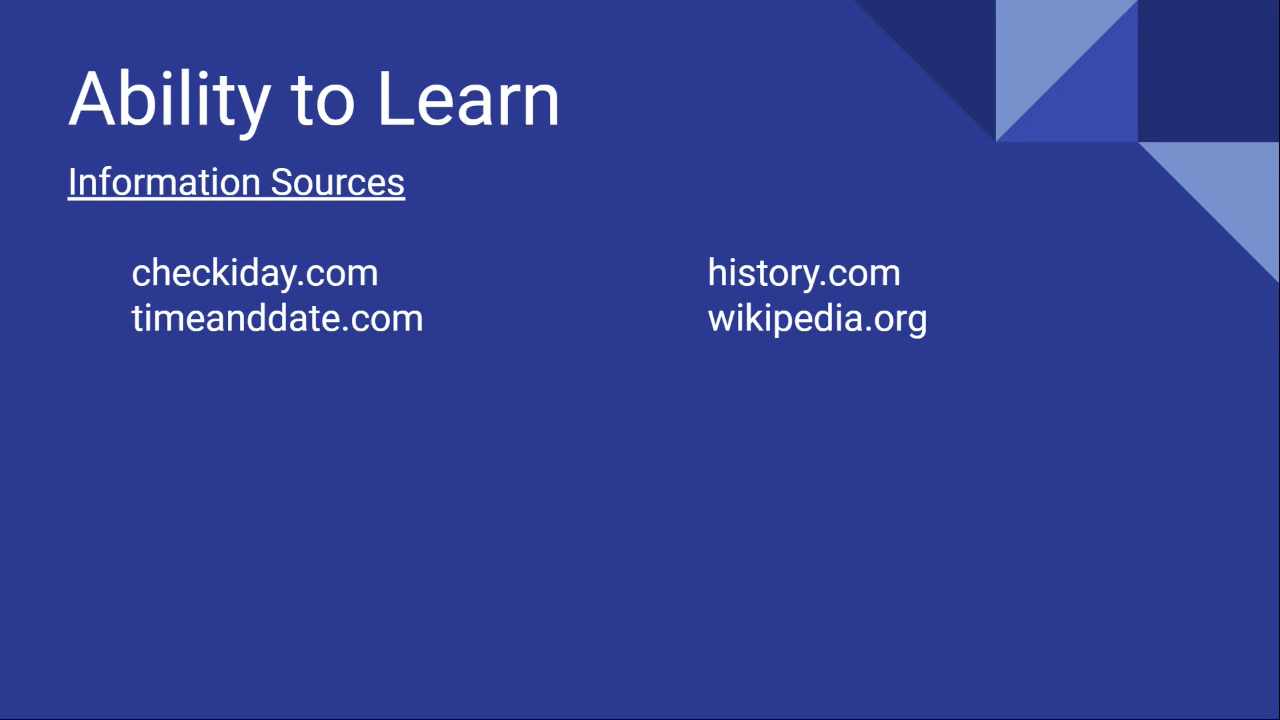 Ability to Learn
Information Sources
checkiday.com
timeanddate.com
history.com
wikipedia.org